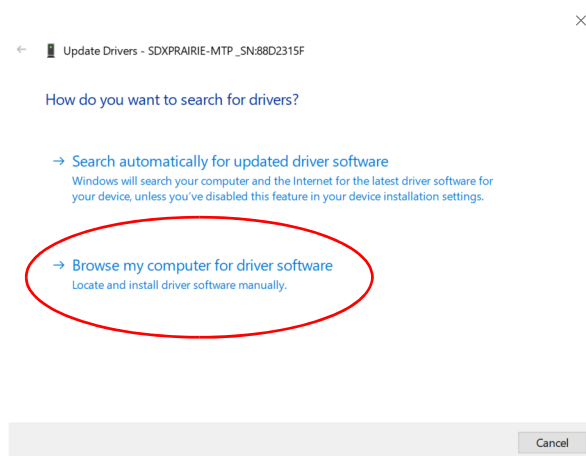 Update Drivers - SDXPRAIRIE-MTP _SN:88D2315F
How do you want to search for drivers?
→ Search automatically for updated driver software
Windows will search your computer and the Internet for the latest driver software for
your device, unless you've disabled this feature in your device installation settings.
→ Browse my computer for driver software
Locate and install driver software manually.
Cancel